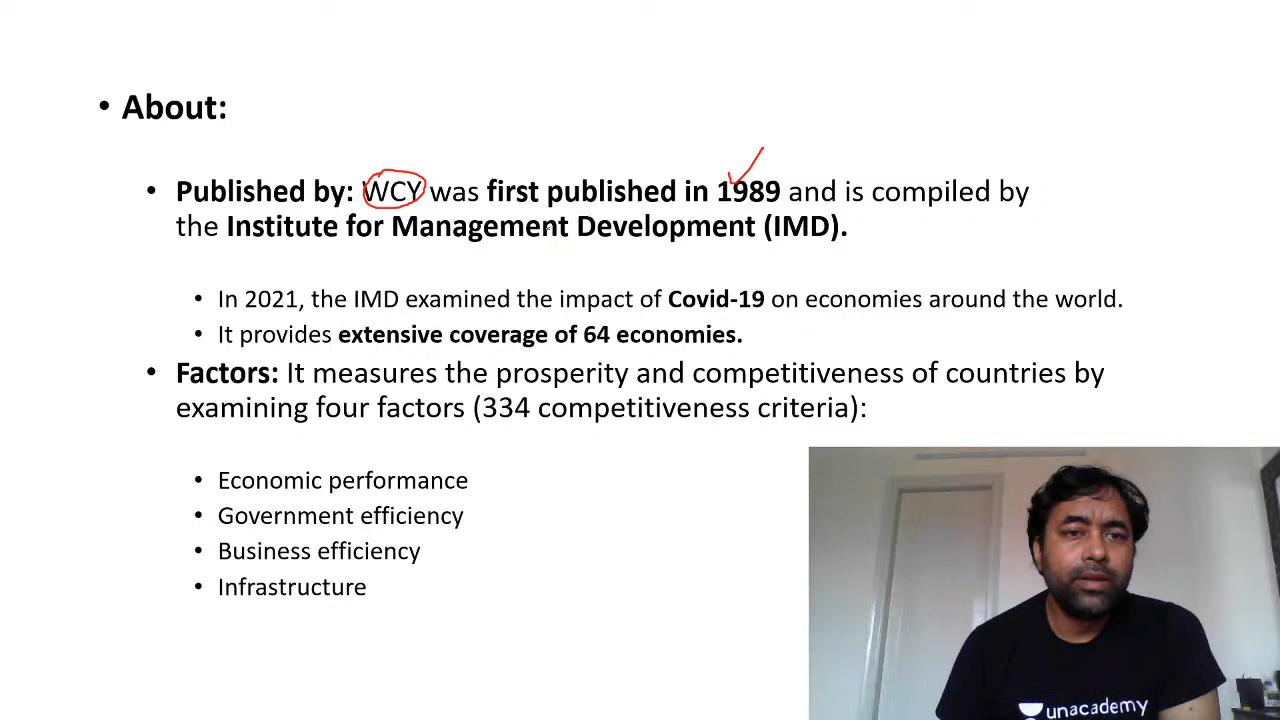 • About:
• Published by: WCY was first published in 1989 and is compiled by
the Institute for Management Development (IMD).
• In 2021, the IMD examined the impact of Covid-19 on economies around the world.
• It provides extensive coverage of 64 economies.
• Factors: It measures the prosperity and competitiveness of countries by
examining four factors (334 competitiveness criteria):
• Economic performance
• Government efficiency
• Business efficiency
• Infrastructure
unacademy